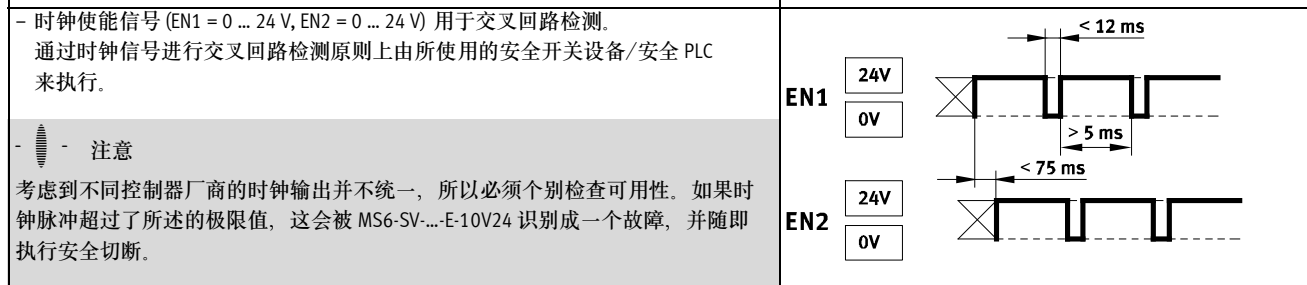 – 时钟使能信号 (EN1 = 0 ... 24 V, EN2 = 0 ... 24 V) 用于交叉回路检测。
通过时钟信号进行交叉回路检测原则上由所使用的安全开关设备/安全 PLC
来执行。
- - 注意
考虑到不同控制器厂商的时钟输出并不统一，所以必须个别检查可用性。如果时
钟脉冲超过了所述的极限值，这会被 MS6-SV-...-E-10V24 识别成一个故障，并随即
执行安全切断。
< 12 ms
EN1
24V
0V
> 5 ms
< 75 ms
EN2
24V
0V